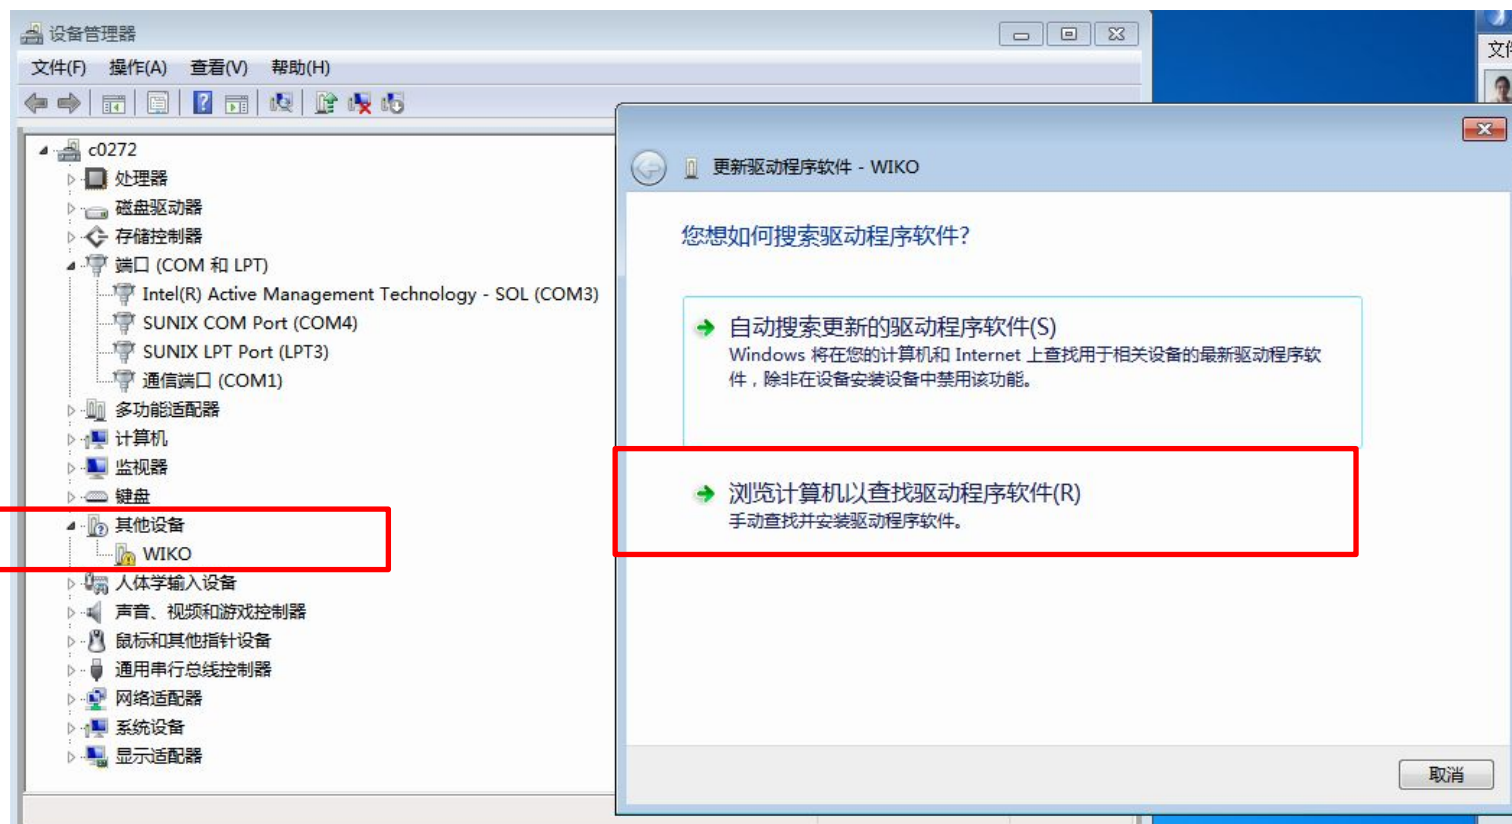 设备管理器
文件(F) 操作(A) 查看(V) 帮助(H)
c0272
处理器
磁盘驱动器
存储控制器
端口 (COM 和 LPT)
Intel(R) Active Management Technology - SOL (COM3)
SUNIX COM Port (COM4)
SUNIX LPT Port (LPT3)
通信端口 (COM1)
多功能适配器
计算机
监视器
键盘
其他设备
WIKO
人体学输入设备
声音、视频和游戏控制器
鼠标和其他指针设备
通用串行总线控制器
网络适配器
系统设备
显示适配器
更新驱动程序软件 - WIKO
您想如何搜索驱动程序软件?
自动搜索更新的驱动程序软件(S)
Windows 将在您的计算机和 Internet 上查找用于相关设备的最新驱动程序软
件，除非在设备安装设备中禁用该功能。
浏览计算机以查找驱动程序软件(R)
手动查找并安装驱动程序软件。
取消